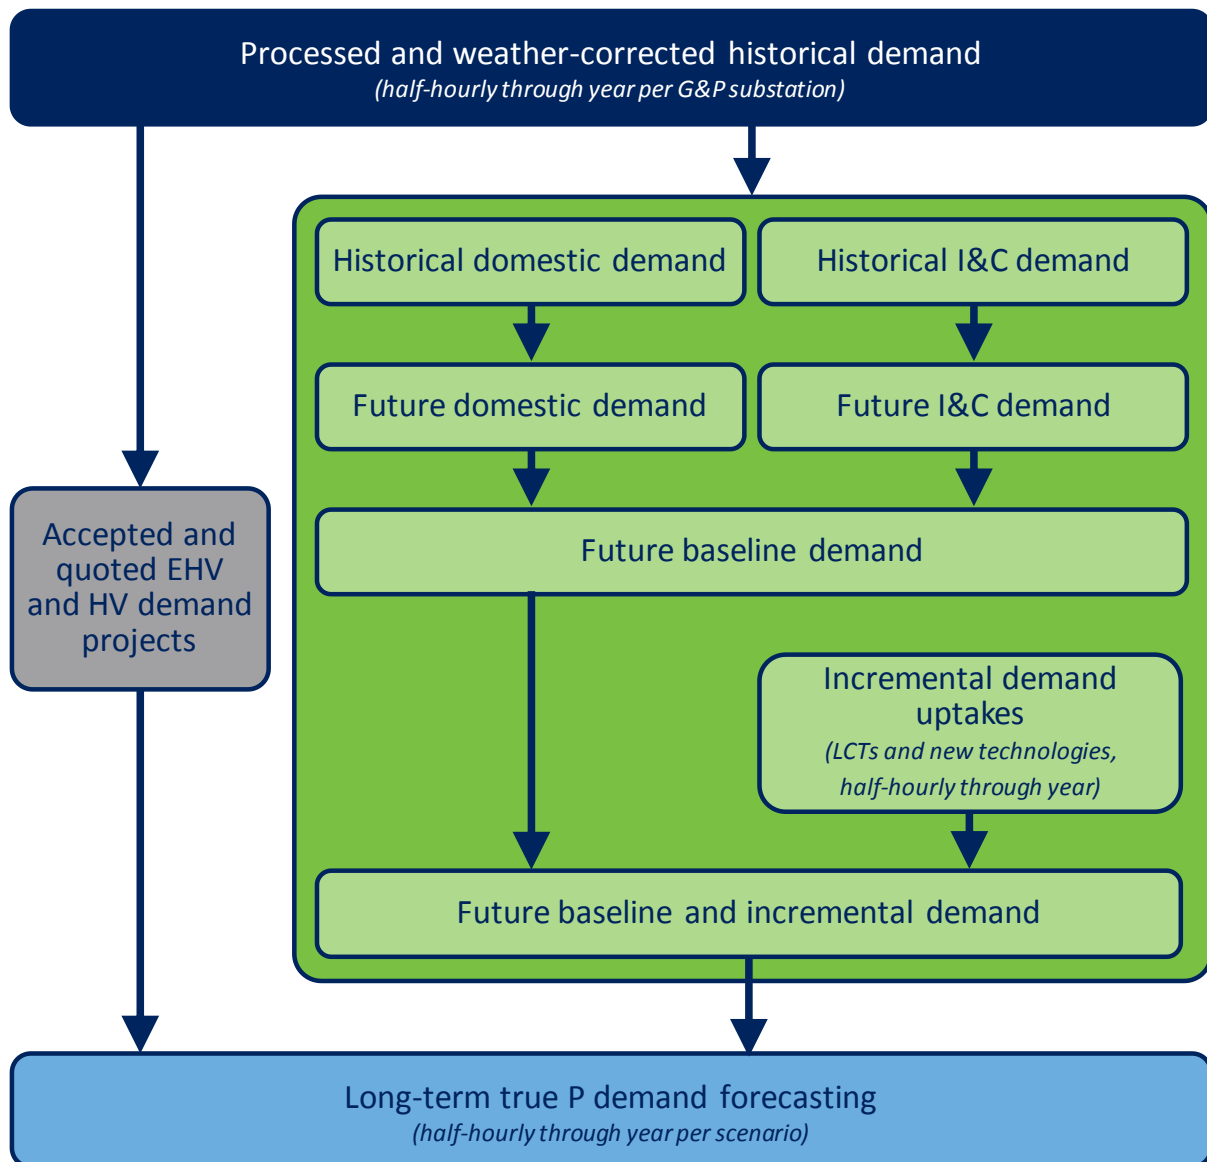 Processed and weather-corrected historical demand
(half-hourly through year per G&P substation)
Historical domestic demand
Historical I&C demand
Future domestic demand
Future I&C demand
Accepted and
quoted EHV
and HV demand
projects
Future baseline demand
Incremental demand
uptakes
(LCTs and new technologies,
half-hourly through year)
Future baseline and incremental demand
Long-term true P demand forecasting
(half-hourly through year per scenario)